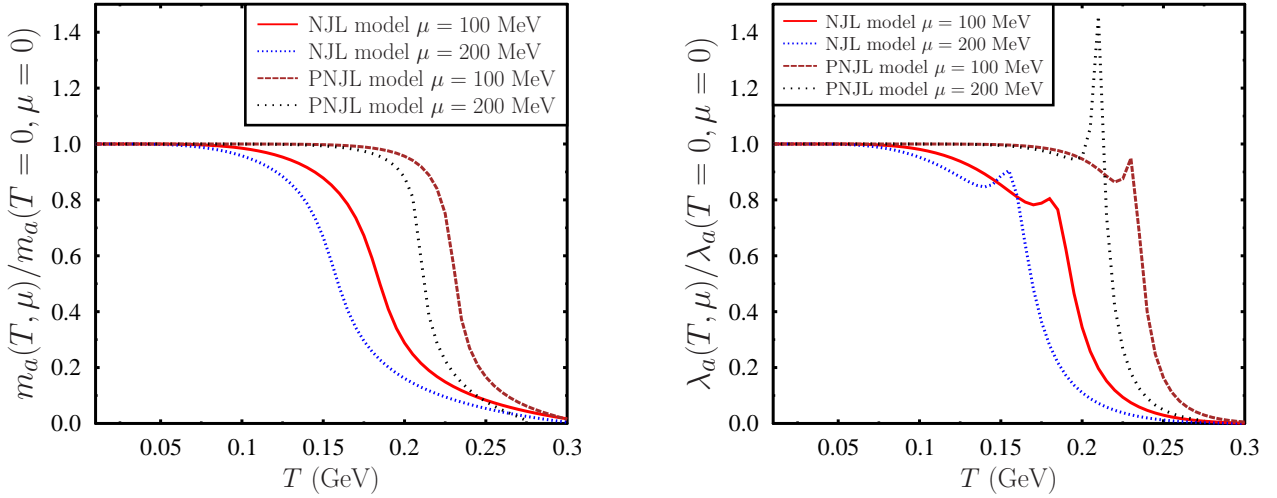 m_a(T, μ)/m_a(T = 0, μ = 0)
1.4
1.2
1.0
0.8
0.6
0.4
0.2
0.0
NJL model μ = 100 MeV
NJL model μ = 200 MeV
PNJL model μ = 100 MeV
PNJL model μ = 200 MeV
0.05 0.1 0.15 0.2 0.25 0.3
T (GeV)
λ_a(T, μ)/λ_a(T = 0, μ = 0)
1.4
1.2
1.0
0.8
0.6
0.4
0.2
0.0
NJL model μ = 100 MeV
NJL model μ = 200 MeV
PNJL model μ = 100 MeV
PNJL model μ = 200 MeV
0.05 0.1 0.15 0.2 0.25 0.3
T (GeV)